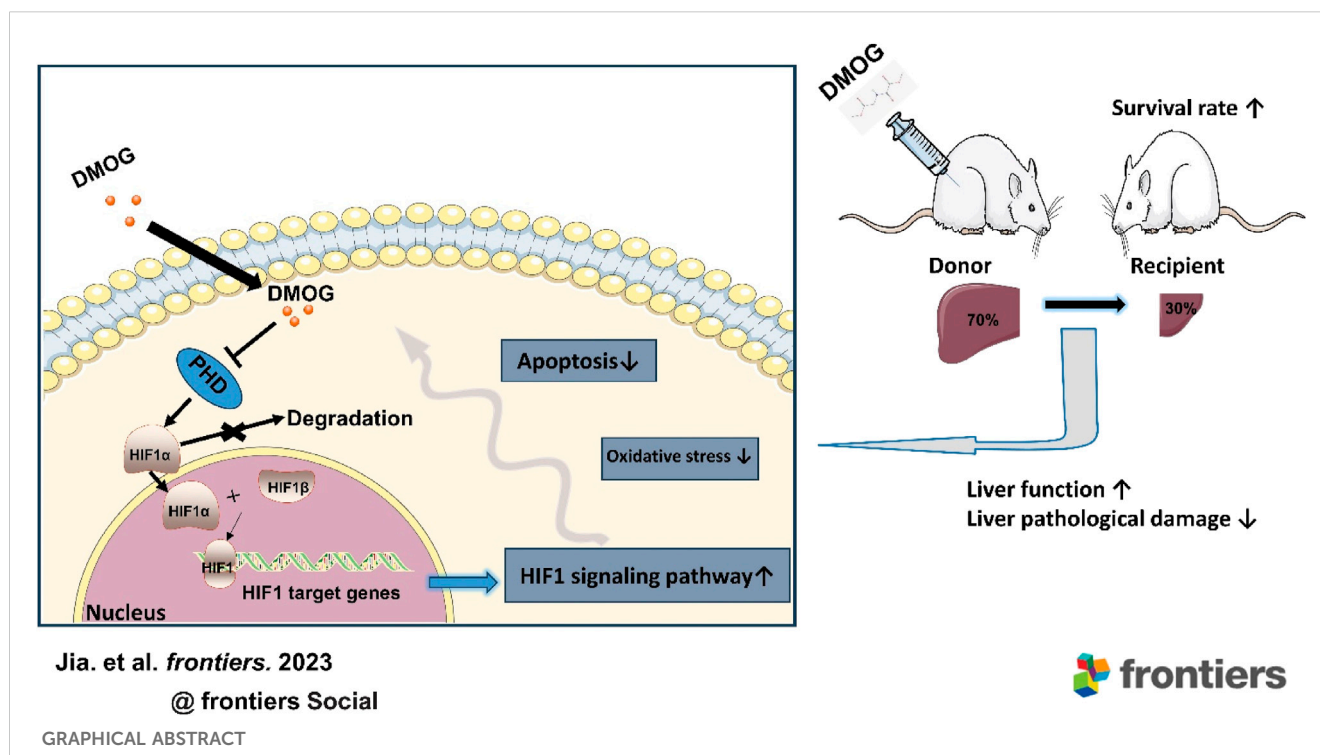 DMOG
DMOG
PHD
Degradation
HIF1α
HIF1α
+
HIF1β
HIF1
HIF1 target genes
Nucleus
Apoptosis↓
Oxidative stress ↓
HIF1 signaling pathway↑
DMOG
Survival rate ↑
Donor
Recipient
70%
30%
Liver function ↑
Liver pathological damage ↓
Jia. et al. frontiers. 2023
@ frontiers Social
frontiers
GRAPHICAL ABSTRACT